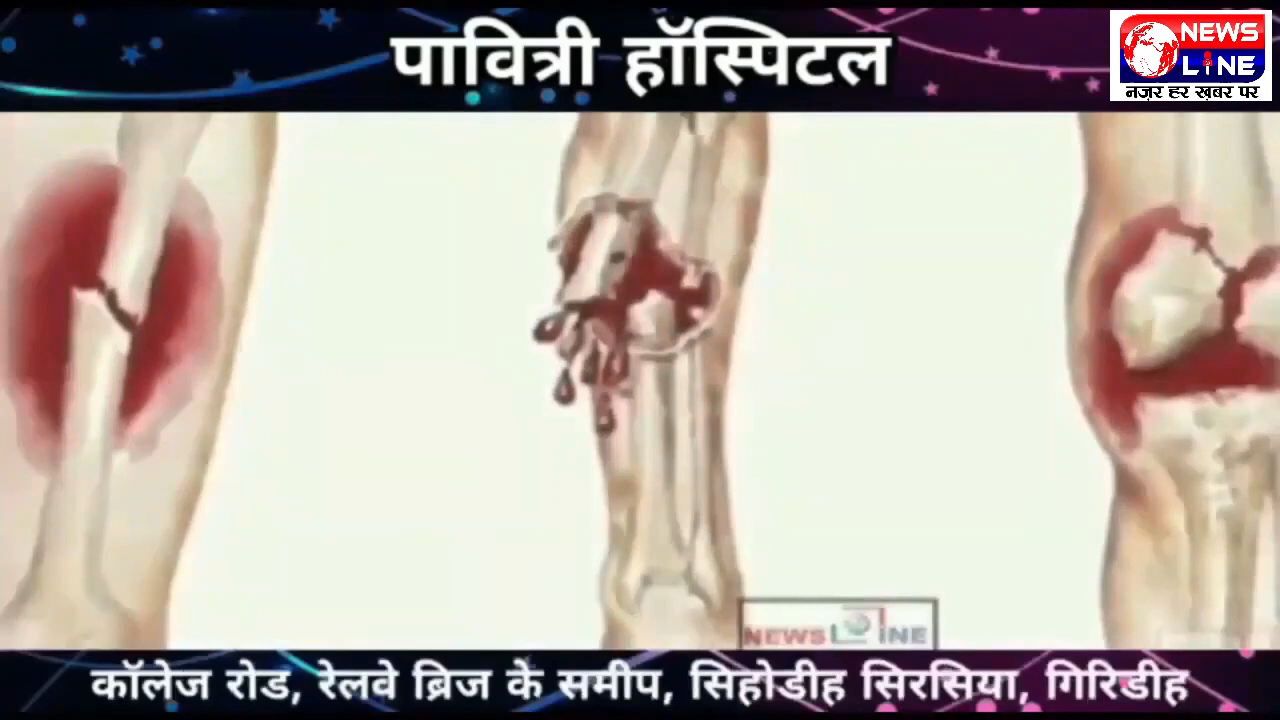 पावित्री हॉस्पिटल
NEWS
LiNE
नज़र हर ख़बर पर
NEWS LINE
कॉलेज रोड, रेलवे ब्रिज के समीप, सिहोडीह सिरसिया, गिरिडीह